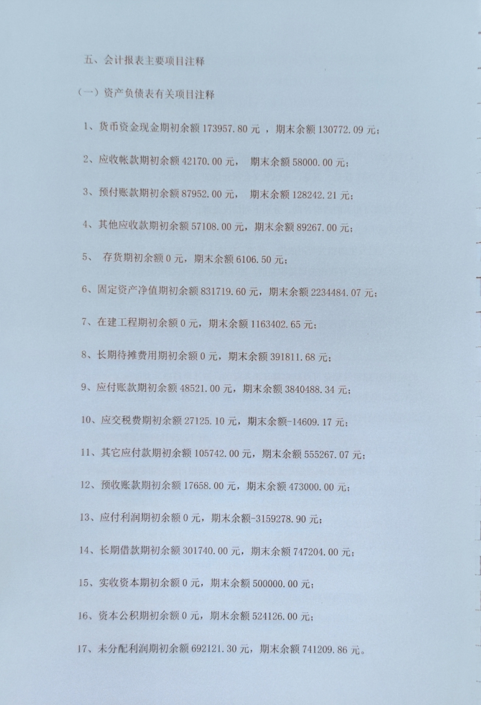 五、会计报表主要项目注释
（一）资产负债表有关项目注释
1、货币资金现金期初余额 173957.80 元 ，期末余额 130772.09 元；
2、应收帐款期初余额 42170.00 元， 期末余额 58000.00 元；
3、预付账款期初余额 87952.00 元， 期末余额 128242.21 元；
4、其他应收款期初余额 57108.00 元，期末余额 89267.00 元；
5、 存货期初余额 0 元，期末余额 6106.50 元；
6、固定资产净值期初余额 831719.60 元，期末余额 2234484.07 元；
7、在建工程期初余额 0 元，期末余额 1163402.65 元；
8、长期待摊费用期初余额 0 元，期末余额 391811.68 元；
9、应付账款期初余额 48521.00 元，期末余额 3840488.34 元；
10、应交税费期初余额 27125.10 元，期末余额-14609.17 元；
11、其它应付款期初余额 105742.00 元，期末余额 555267.07 元；
12、预收账款期初余额 17658.00 元，期末余额 473000.00 元；
13、应付利润期初余额 0 元，期末余额-3159278.90 元；
14、长期借款期初余额 301740.00 元，期末余额 747204.00 元；
15、实收资本期初余额 0 元，期末余额 500000.00 元；
16、资本公积期初余额 0 元，期末余额 524126.00 元；
17、未分配利润期初余额 692121.30 元，期末余额 741209.86 元。